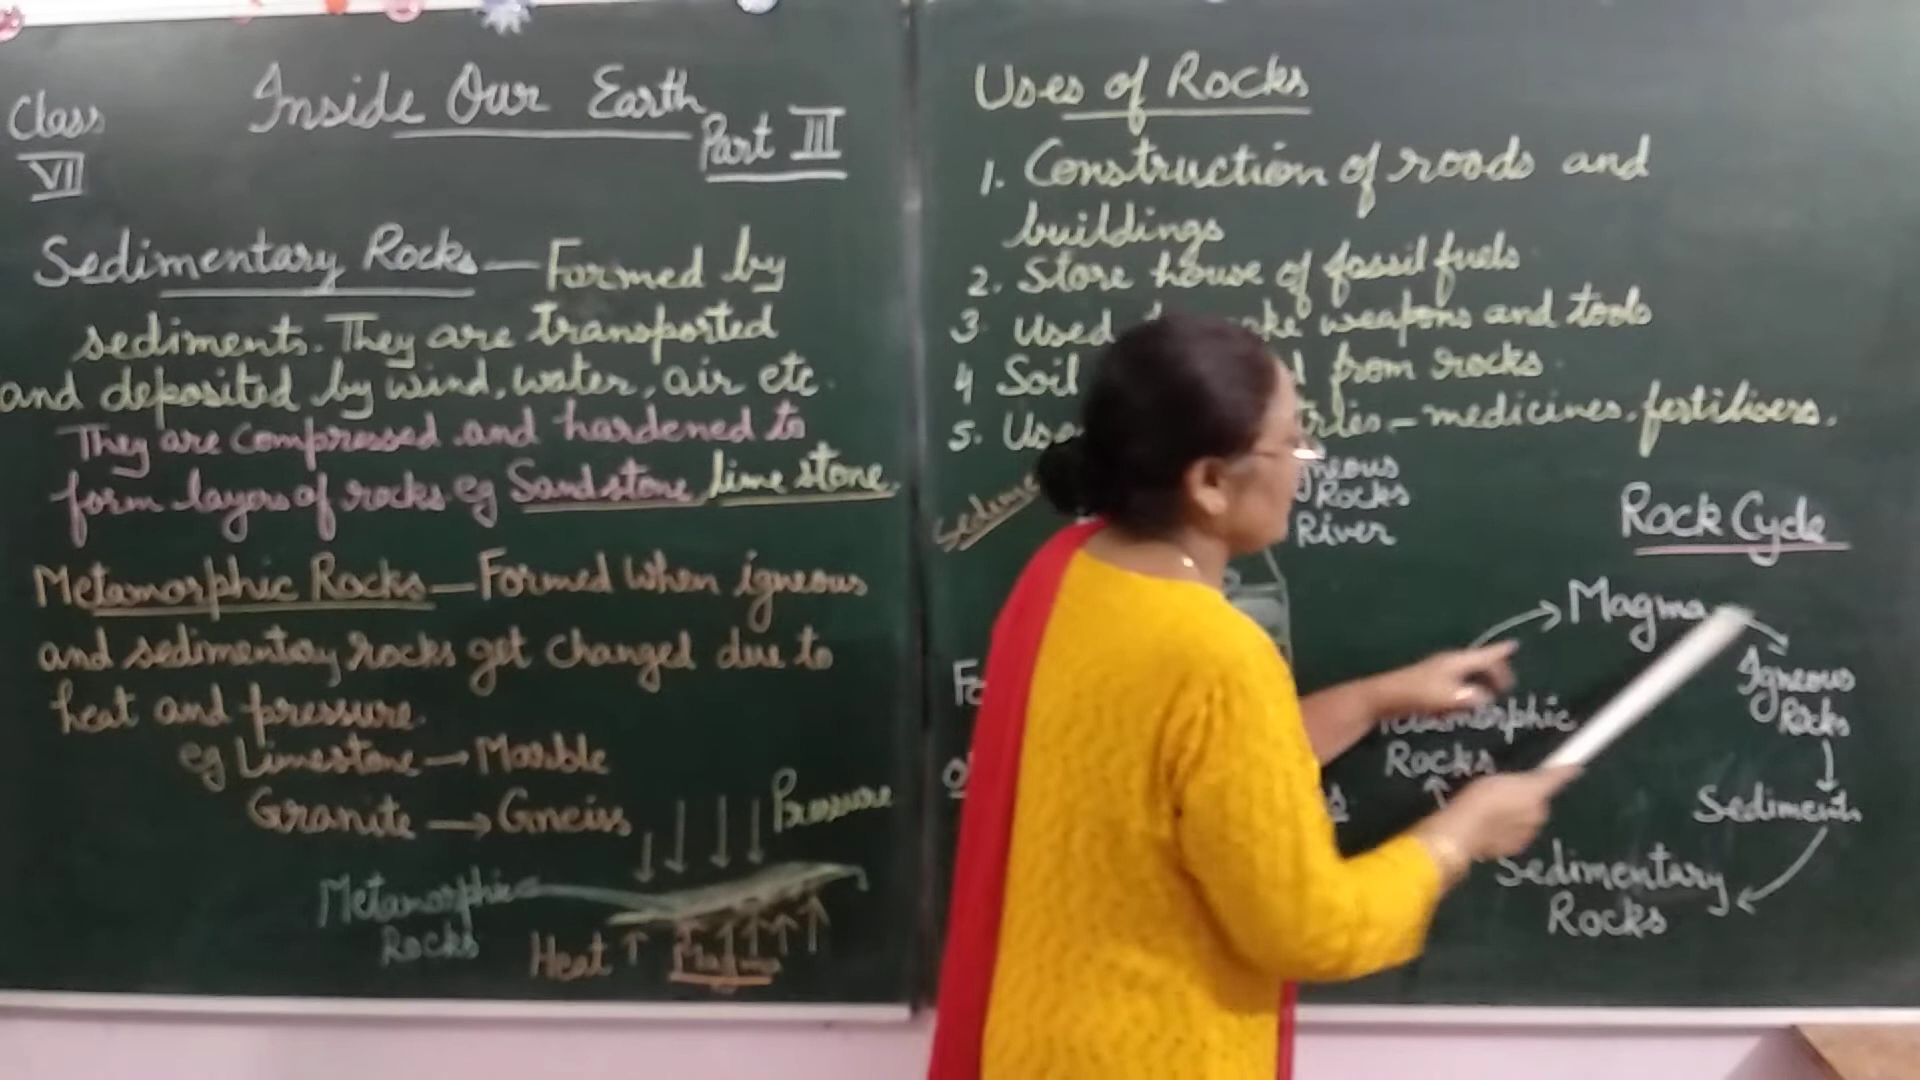 Class
VII
Inside Our Earth
Part III
Sedimentary Rocks — Formed by
sediments. They are transported
and deposited by wind, water, air etc.
They are compressed and hardened to
form layers of rocks eg Sandstone, lime stone.
Metamorphic Rocks — Formed when igneous
and sedimentary rocks get changed due to
heat and pressure.
eg Limestone → Marble
Granite → Gneiss
Pressure
Metamorphic
Rocks
Heat
Magma
Uses of Rocks
1. Construction of roads and
buildings
2. Store house of fossil fuels
3. Used weapons and tools
4 Soil from rocks.
5. medicines, fertilisers.
Rocks
River
Rock Cycle
Magma
Igneous
Rocks
Sediments
Sedimentary
Rocks
Rocks